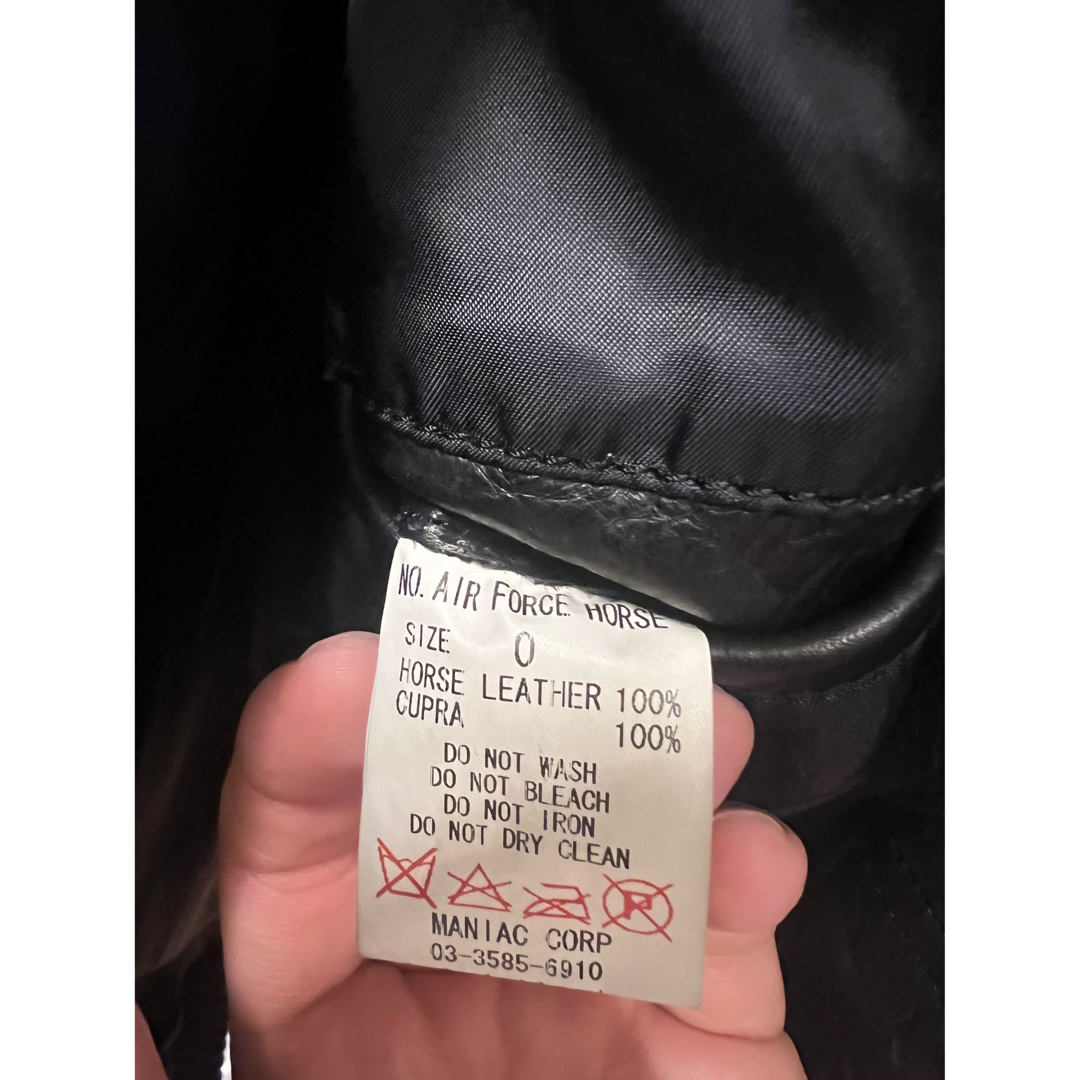 NO. AIR FORCE HORSE
SIZE 0
HORSE LEATHER 100%
CUPRA 100%
DO NOT WASH
DO NOT BLEACH
DO NOT IRON
DO NOT DRY CLEAN
P
MANIAC CORP
03-3585-6910